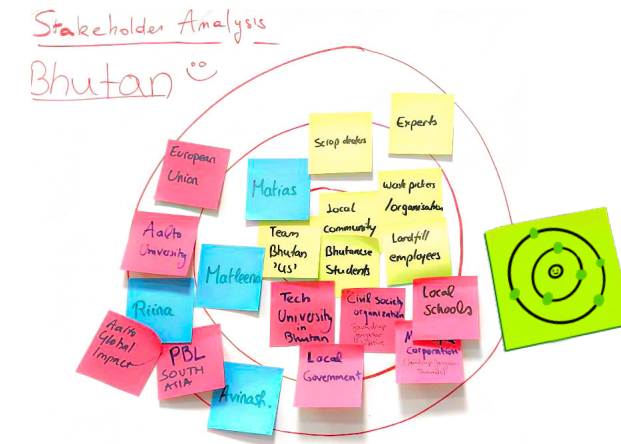 Stakeholder Analysis
Bhutan
Experts
Scrap dealers
European
Union
Matias
Waste pickers
/organisation
Local
community
Aalto
University
Team
Bhutan
'us'
Bhutanese
Students
Landfill
employees
Matleena
Riina
Tech
University
in
Bhutan
Civil Society
organization
Local
Schools
Aalto
Global
Impact
PBL
SOUTH
ASIA
Local
Government
Corporation
Avinash.